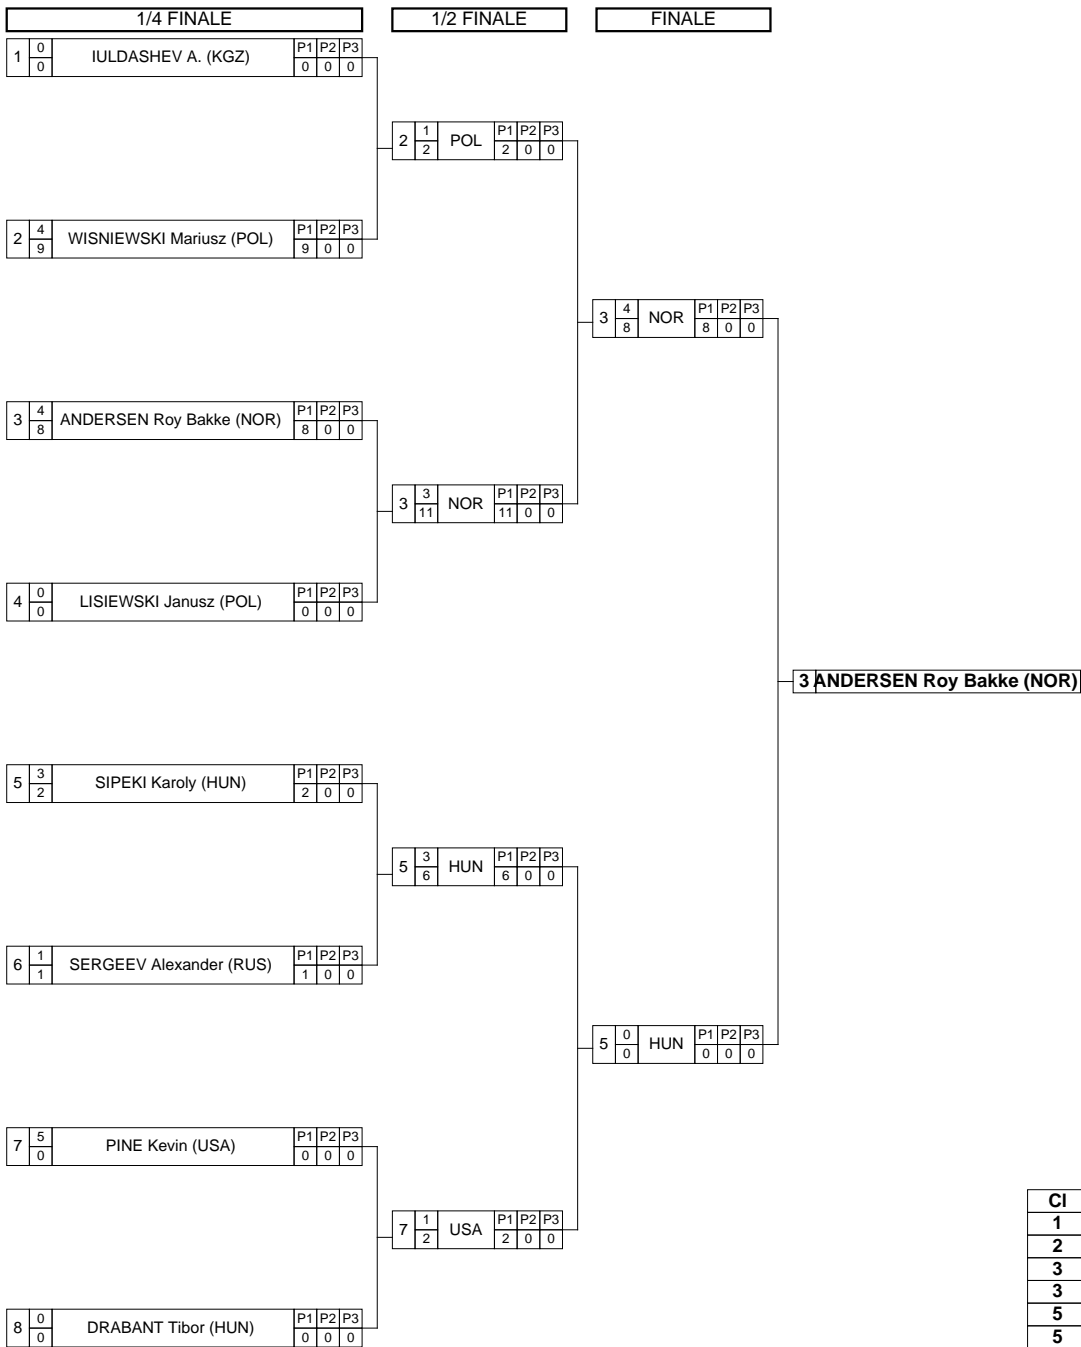 1/4 FINALE 1/2 FINALE FINALE
1 0 IULDASHEV A. (KGZ) P1 P2 P3
0 0 0 0
2 1 POL P1 P2 P3
2 2 0 0
2 4 WISNIEWSKI Mariusz (POL) P1 P2 P3
9 9 0 0
3 4 NOR P1 P2 P3
8 8 0 0
3 4 ANDERSEN Roy Bakke (NOR) P1 P2 P3
8 8 0 0
3 3 NOR P1 P2 P3
11 11 0 0
4 0 LISIEWSKI Janusz (POL) P1 P2 P3
0 0 0 0
3 ANDERSEN Roy Bakke (NOR)
5 3 SIPEKI Karoly (HUN) P1 P2 P3
2 2 0 0
5 3 HUN P1 P2 P3
6 6 0 0
6 1 SERGEEV Alexander (RUS) P1 P2 P3
1 1 0 0
5 0 HUN P1 P2 P3
0 0 0 0
7 5 PINE Kevin (USA) P1 P2 P3
0 0 0 0
7 1 USA P1 P2 P3
2 2 0 0
8 0 DRABANT Tibor (HUN) P1 P2 P3
0 0 0 0
Cl
1
2
3
3
5
5